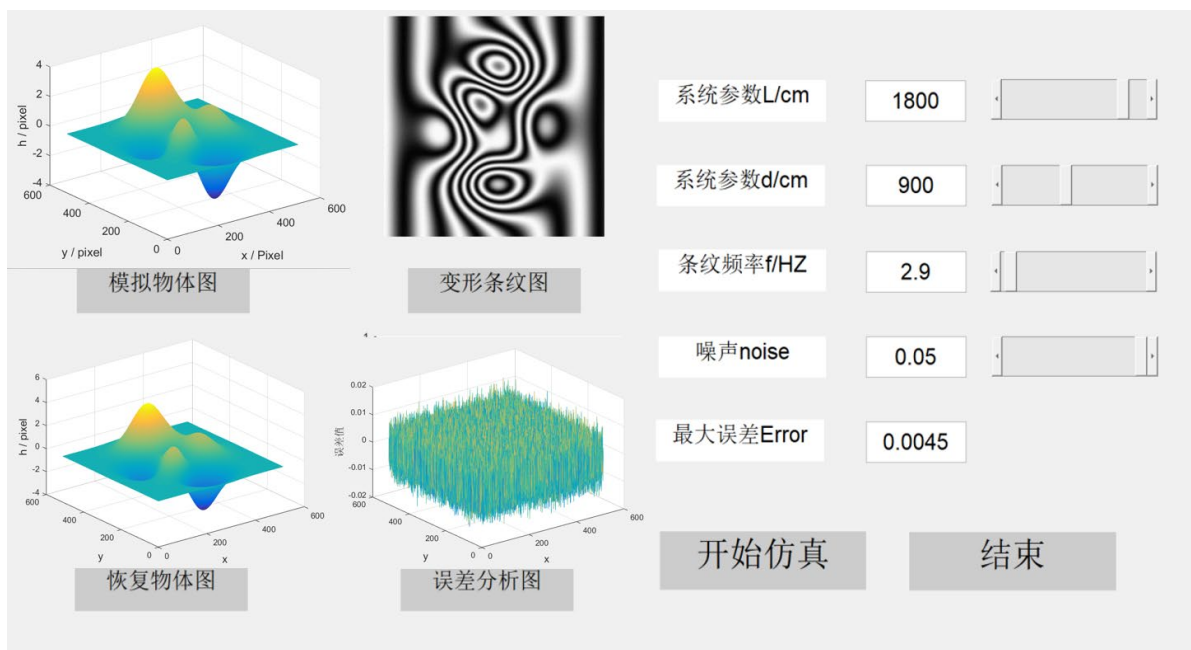 4
2
0
-2
-4
h / pixel
600
400
200
0
y / pixel
0
200
400
600
x / Pixel
模拟物体图
变形条纹图
系统参数L/cm
1800
系统参数d/cm
900
条纹频率f/HZ
2.9
噪声noise
0.05
最大误差Error
0.0045
6
4
2
0
-2
-4
h / pixel
600
400
200
0
y
0
200
400
600
x
恢复物体图
4
0.02
0.01
0
-0.01
-0.02
误差值
600
400
200
0
y
0
200
400
600
x
误差分析图
开始仿真
结束